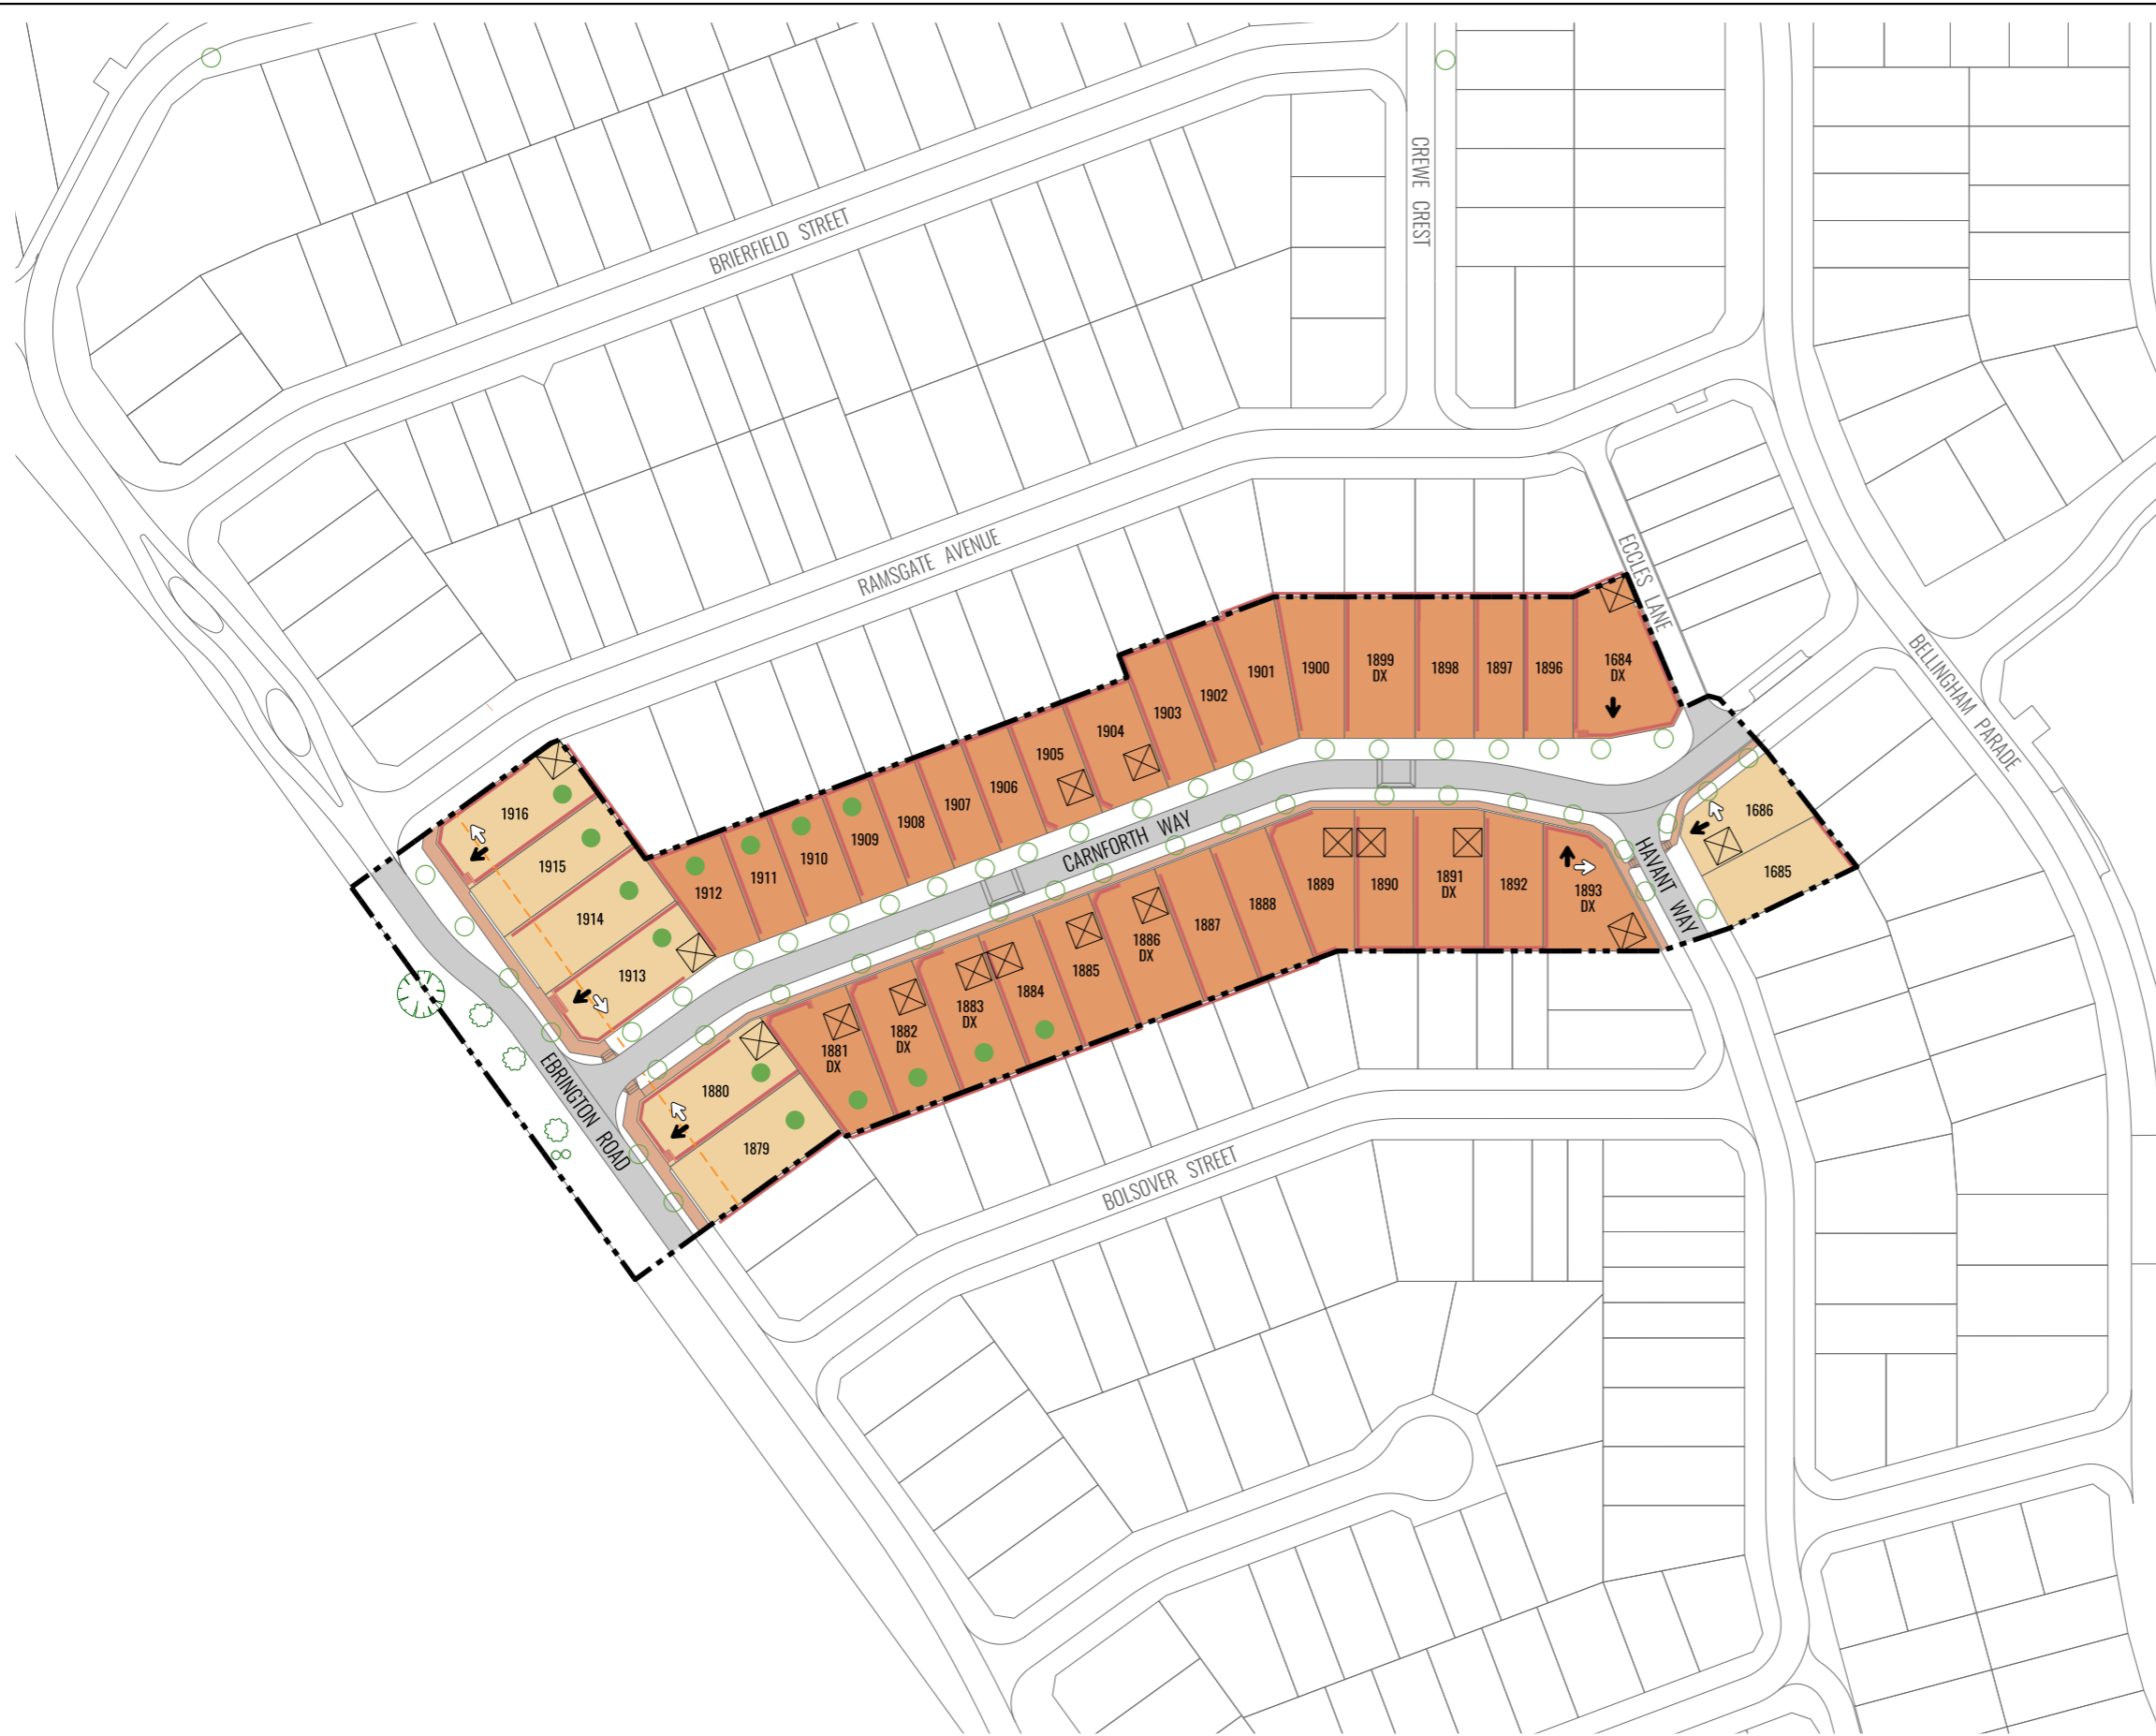 CREWE CREST
BRIERFIELD STREET
RAMSGATE AVENUE
ECCLES LANE
BELLINGHAM PARADE
1901
1900
1899
DX
1898
1897
1896
1684
DX
1902
1903
1904
1905
1906
1907
1908
1909
1910
1911
1912
1916
1915
1914
1913
CARNFORTH WAY
HAVANT WAY
1686
1685
1889
1890
1891
DX
1892
1893
DX
1888
1887
1886
DX
1885
1884
1883
DX
1882
DX
1881
DX
1880
1879
EBRINGTON ROAD
BOLSOVER STREET